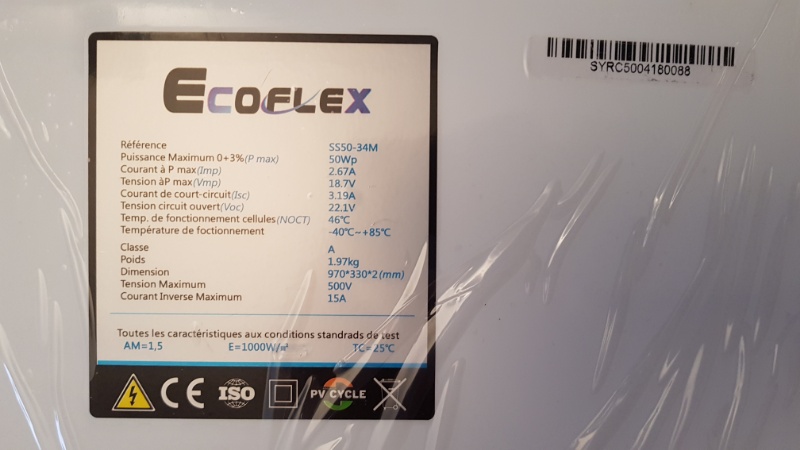 ECOFLEX
SYRC5004180088
Référence SS50-34M
Puissance Maximum 0+3%(P max) 50Wp
Courant à P max(Imp) 2.67A
Tension àP max(Vmp) 18.7V
Courant de court-circuit(Isc) 3.19A
Tension circuit ouvert(Voc) 22.1V
Temp. de fonctionnement cellules(NOCT) 46℃
Température de foctionnement -40℃~+85℃
Classe A
Poids 1.97kg
Dimension 970*330*2(mm)
Tension Maximum 500V
Courant Inverse Maximum 15A
Toutes les caractéristiques aux conditions standrads de test
AM=1,5 E=1000W/㎡ TC=25℃
CE ISO PV CYCLE